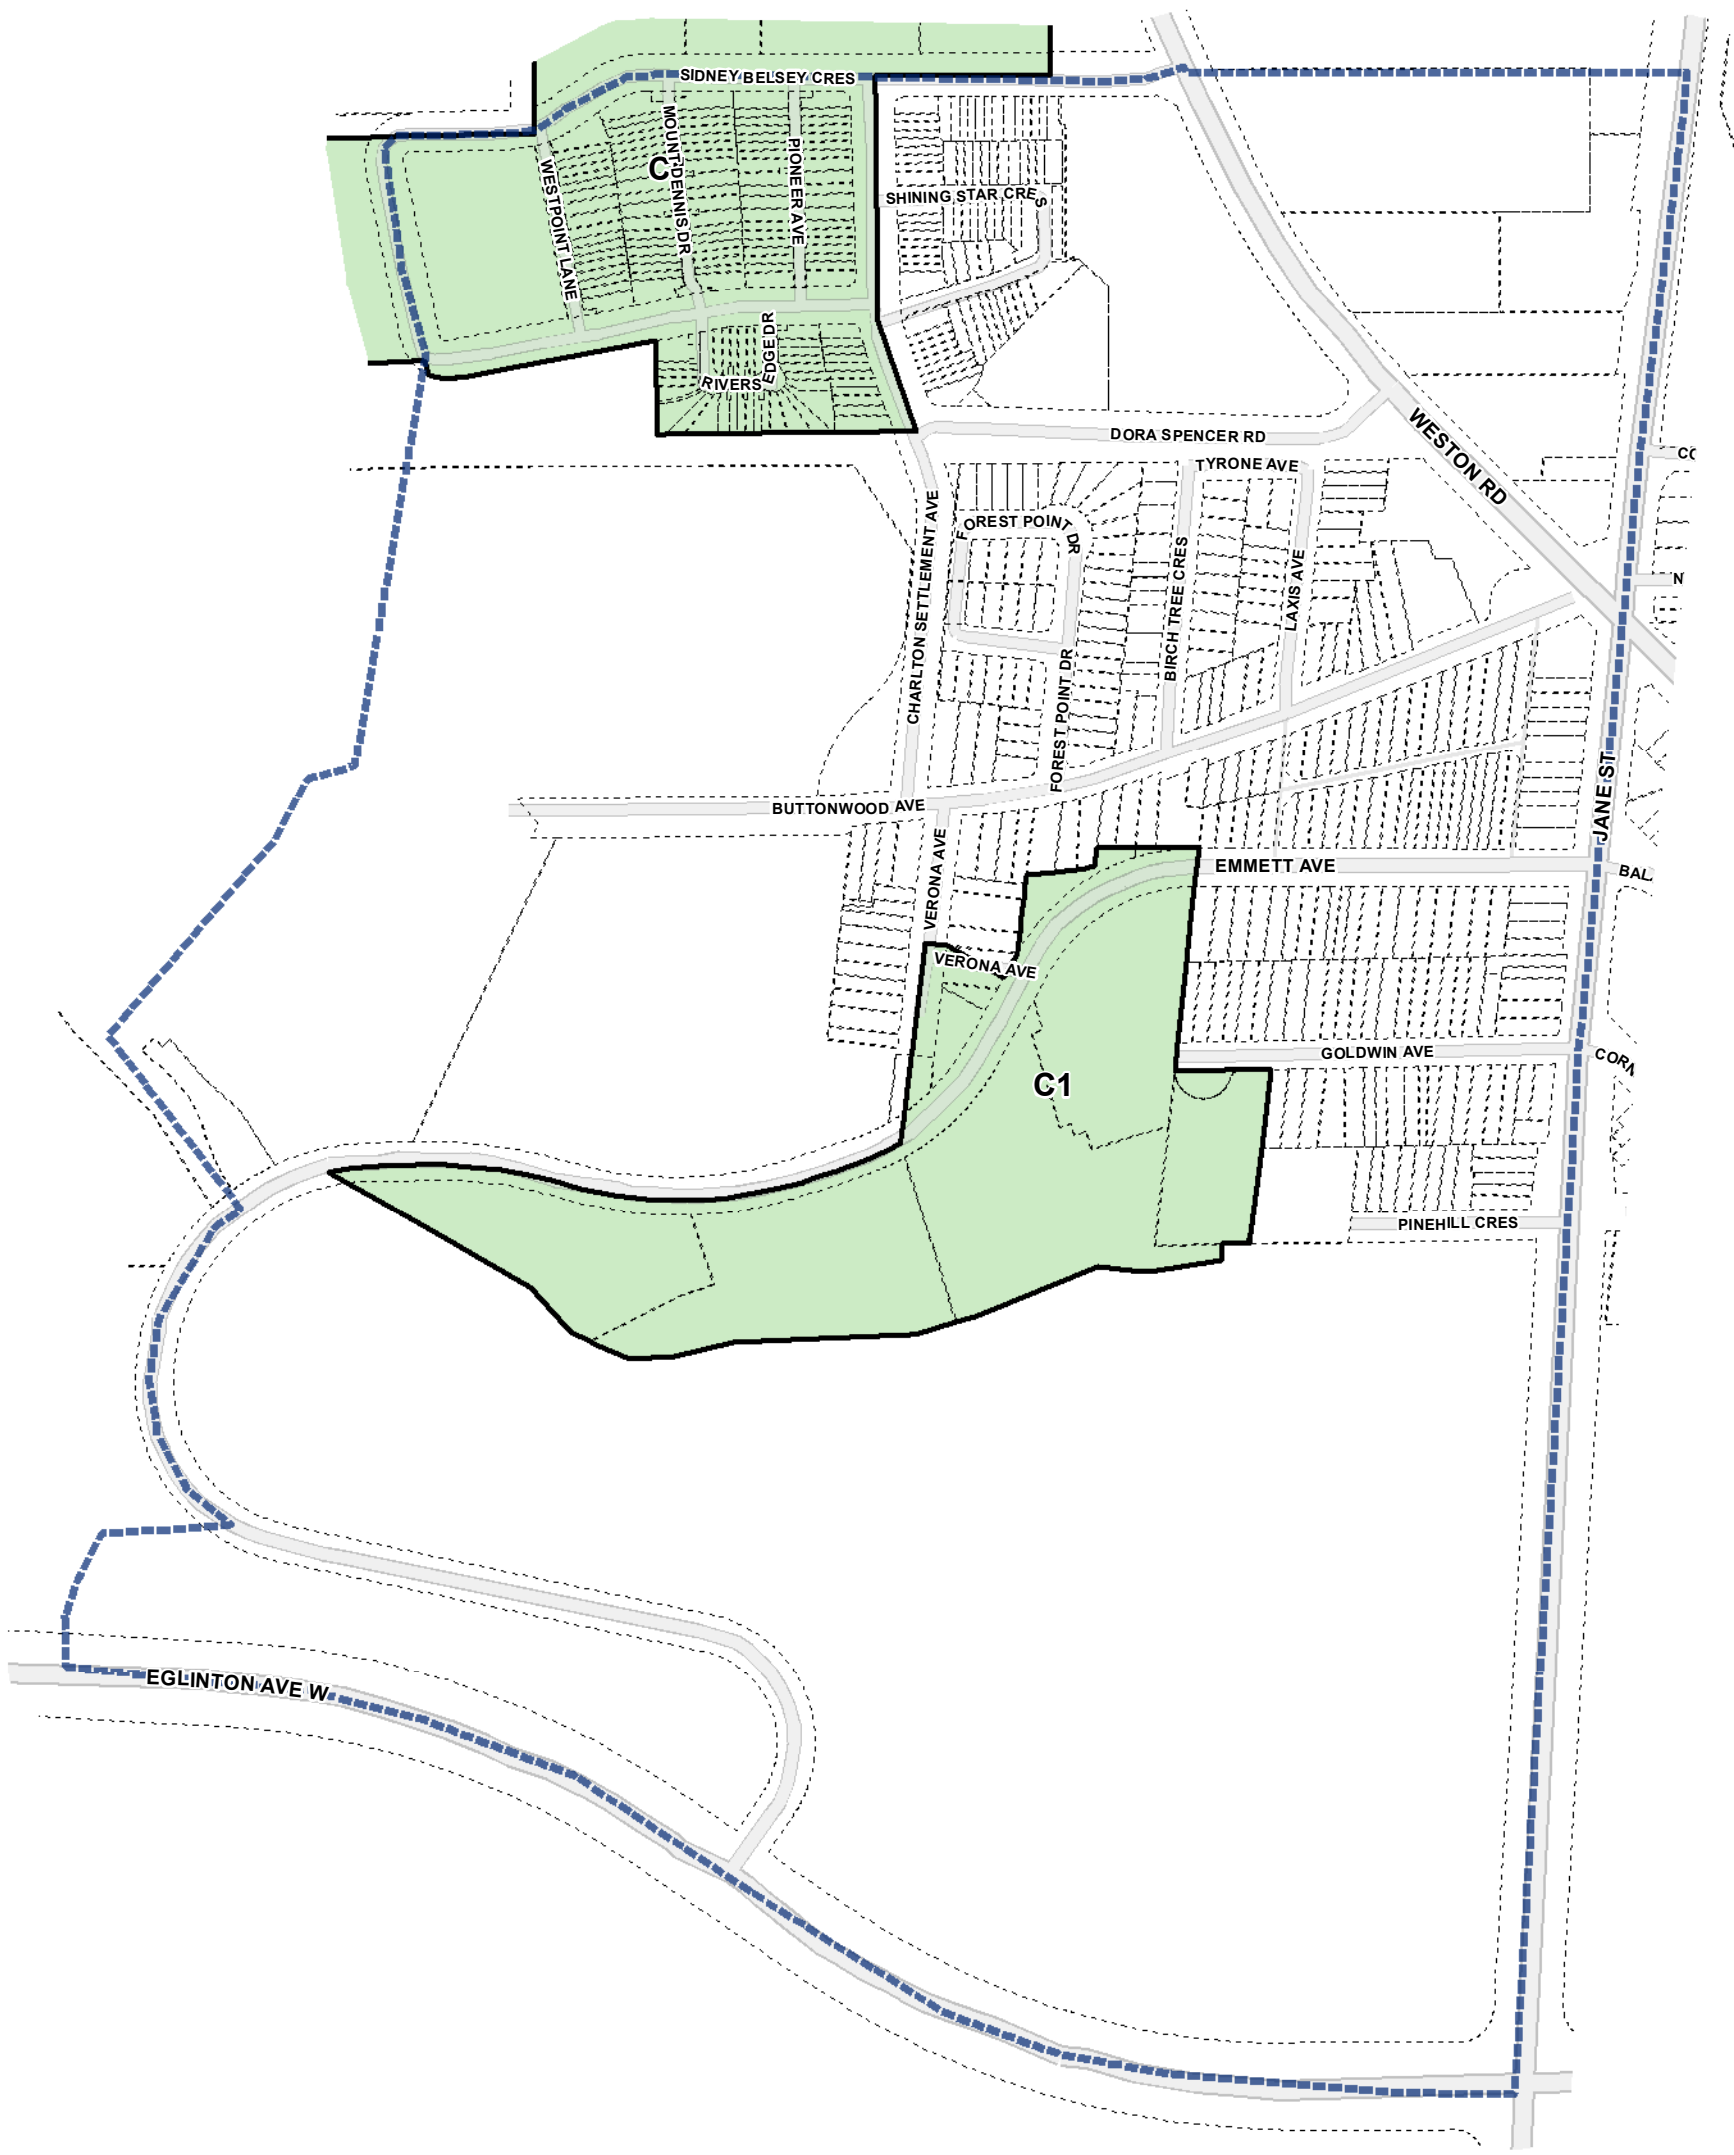 SIDNEY BELSEY CRES
MOUNT DENNIS DR
C
PIONEER AVE
WESTPOINT LANE
SHINING STAR CRES
RIVERS EDGE DR
DORA SPENCER RD
WESTON RD
TYRONE AVE
CO
FOREST POINT DR
CHARLTON SETTLEMENT AVE
BIRCH TREE CRES
LAXIS AVE
N
FOREST POINT DR
JANE ST
BUTTONWOOD AVE
VERONA AVE
EMMETT AVE
BAL
VERONA AVE
GOLDWIN AVE
CORN
C1
PINEHILL CRES
EGLINTON AVE W